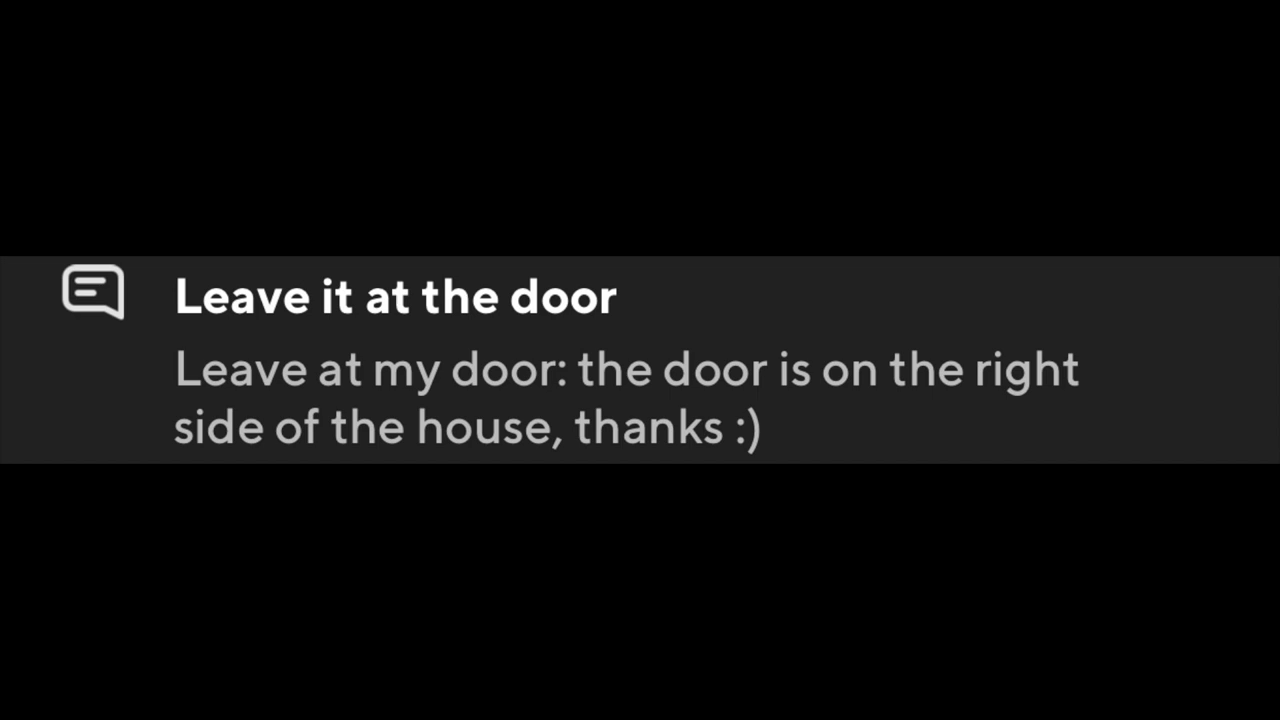 Leave it at the door
Leave at my door: the door is on the right
side of the house, thanks :)